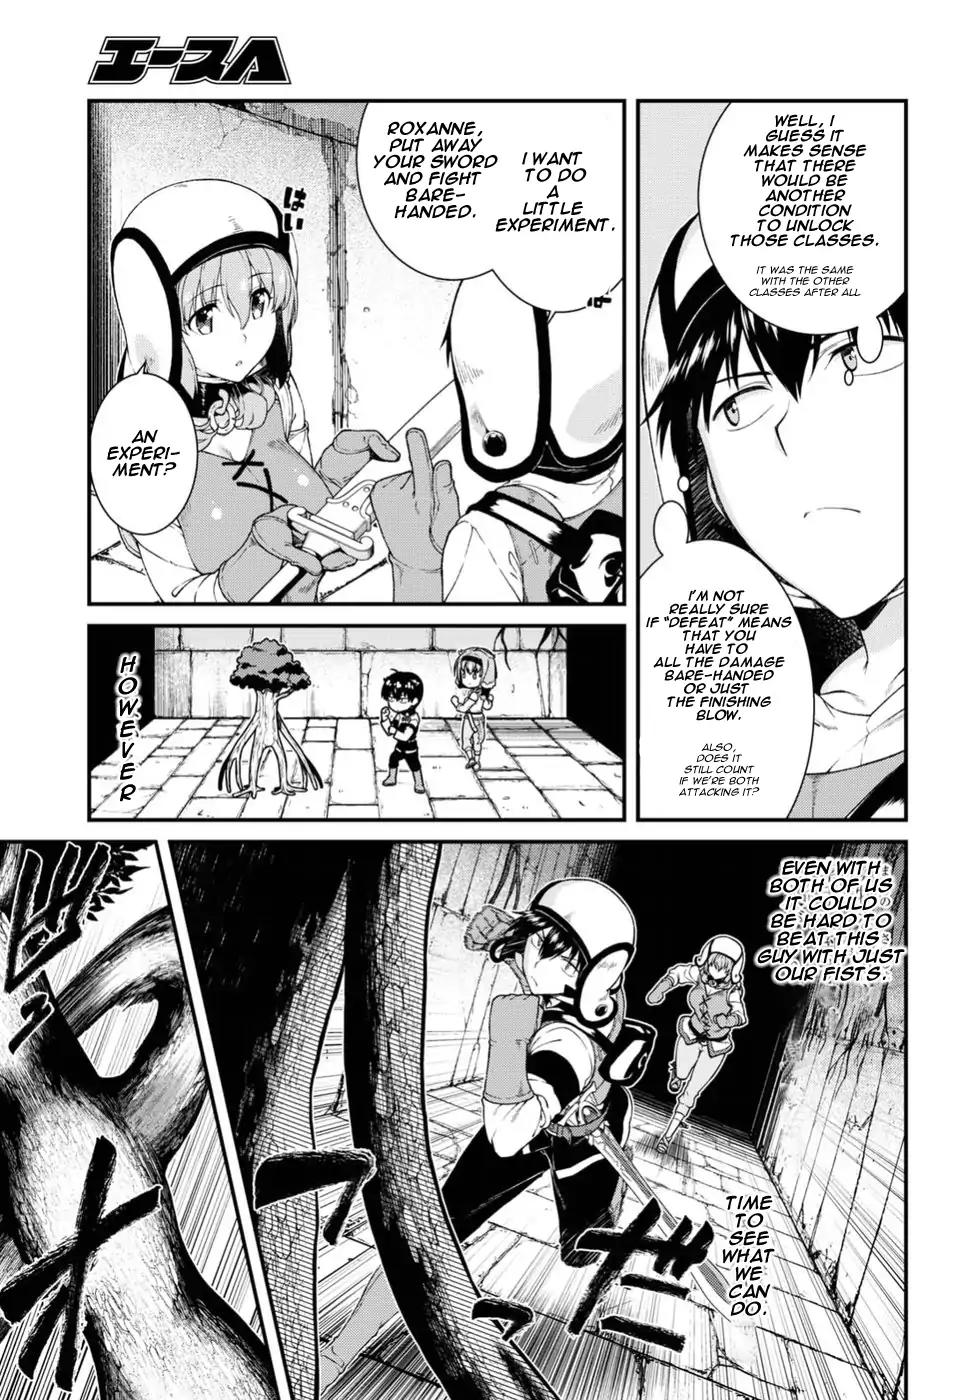 エースA
WELL, I
GUESS IT
MAKES SENSE
THAT THERE
WOULD BE
ANOTHER
CONDITION
TO UNLOCK
THOSE CLASSES.
IT WAS THE SAME
WITH THE OTHER
CLASSES AFTER ALL
I'M NOT
REALLY SURE
IF "DEFEAT" MEANS
THAT YOU
HAVE TO
ALL THE DAMAGE
BARE-HANDED
OR JUST
THE FINISHING
BLOW.
ALSO,
DOES IT
STILL COUNT
IF WE'RE BOTH
ATTACKING IT?
I WANT
TO DO
A
LITTLE
EXPERIMENT.
ROXANNE,
PUT AWAY
YOUR SWORD
AND FIGHT
BARE-
HANDED.
はい
AN
EXPERI-
MENT?
HOWEVER
EVEN WITH
BOTH OF US
IT COULD
BE HARD TO
BEAT THIS
GUY WITH JUST
OUR FISTS.
TIME
TO SEE
WHAT
WE
CAN
DO.
ダッ